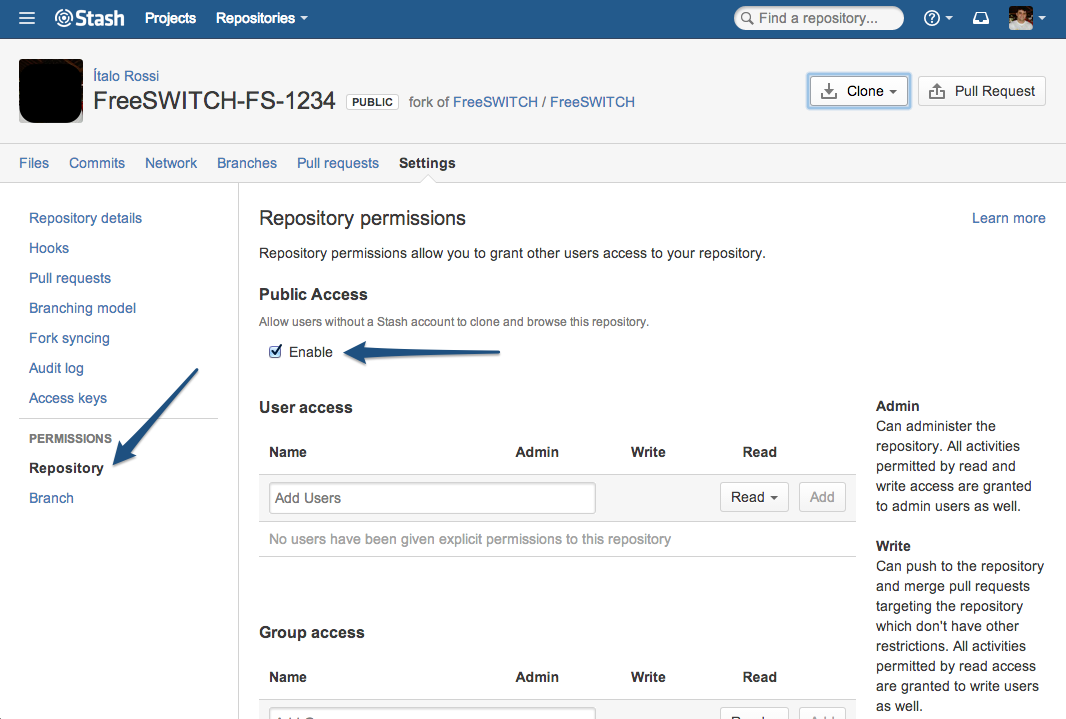 Stash Projects Repositories Find a repository...
Ítalo Rossi
FreeSWITCH-FS-1234 PUBLIC fork of FreeSWITCH / FreeSWITCH Clone Pull Request
Files Commits Network Branches Pull requests Settings
Repository details
Hooks
Pull requests
Branching model
Fork syncing
Audit log
Access keys
PERMISSIONS
Repository
Branch
Repository permissions Learn more
Repository permissions allow you to grant other users access to your repository.
Public Access
Allow users without a Stash account to clone and browse this repository.
Enable
User access
Name Admin Write Read
Add Users Read Add
No users have been given explicit permissions to this repository
Group access
Name Admin Write Read
Admin
Can administer the
repository. All activities
permitted by read and
write access are granted
to admin users as well.
Write
Can push to the repository
and merge pull requests
targeting the repository
which don't have other
restrictions. All activities
permitted by read access
are granted to write users
as well.